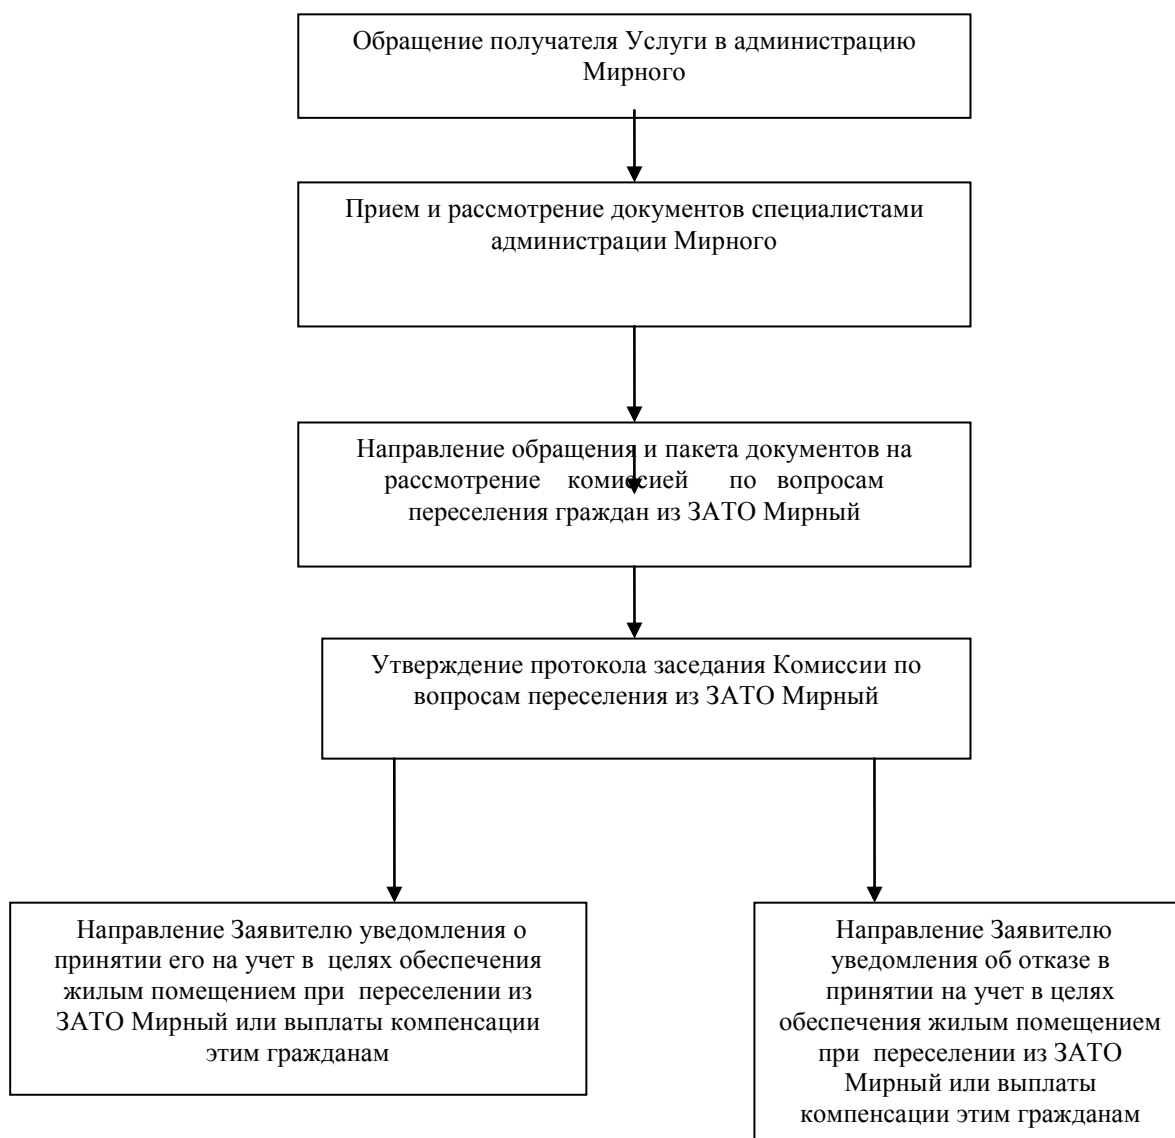 Обращение получателя Услуги в администрацию
Мирного
Прием и рассмотрение документов специалистами
администрации Мирного
Направление обращения и пакета документов на
рассмотрение комиссией по вопросам
переселения граждан из ЗАТО Мирный
Утверждение протокола заседания Комиссии по
вопросам переселения из ЗАТО Мирный
Направление Заявителю уведомления о
принятии его на учет в целях обеспечения
жилым помещением при переселении из
ЗАТО Мирный или выплаты компенсации
этим гражданам
Направление Заявителю
уведомления об отказе в
принятии на учет в целях
обеспечения жилым помещением
при переселении из ЗАТО
Мирный или выплаты
компенсации этим гражданам